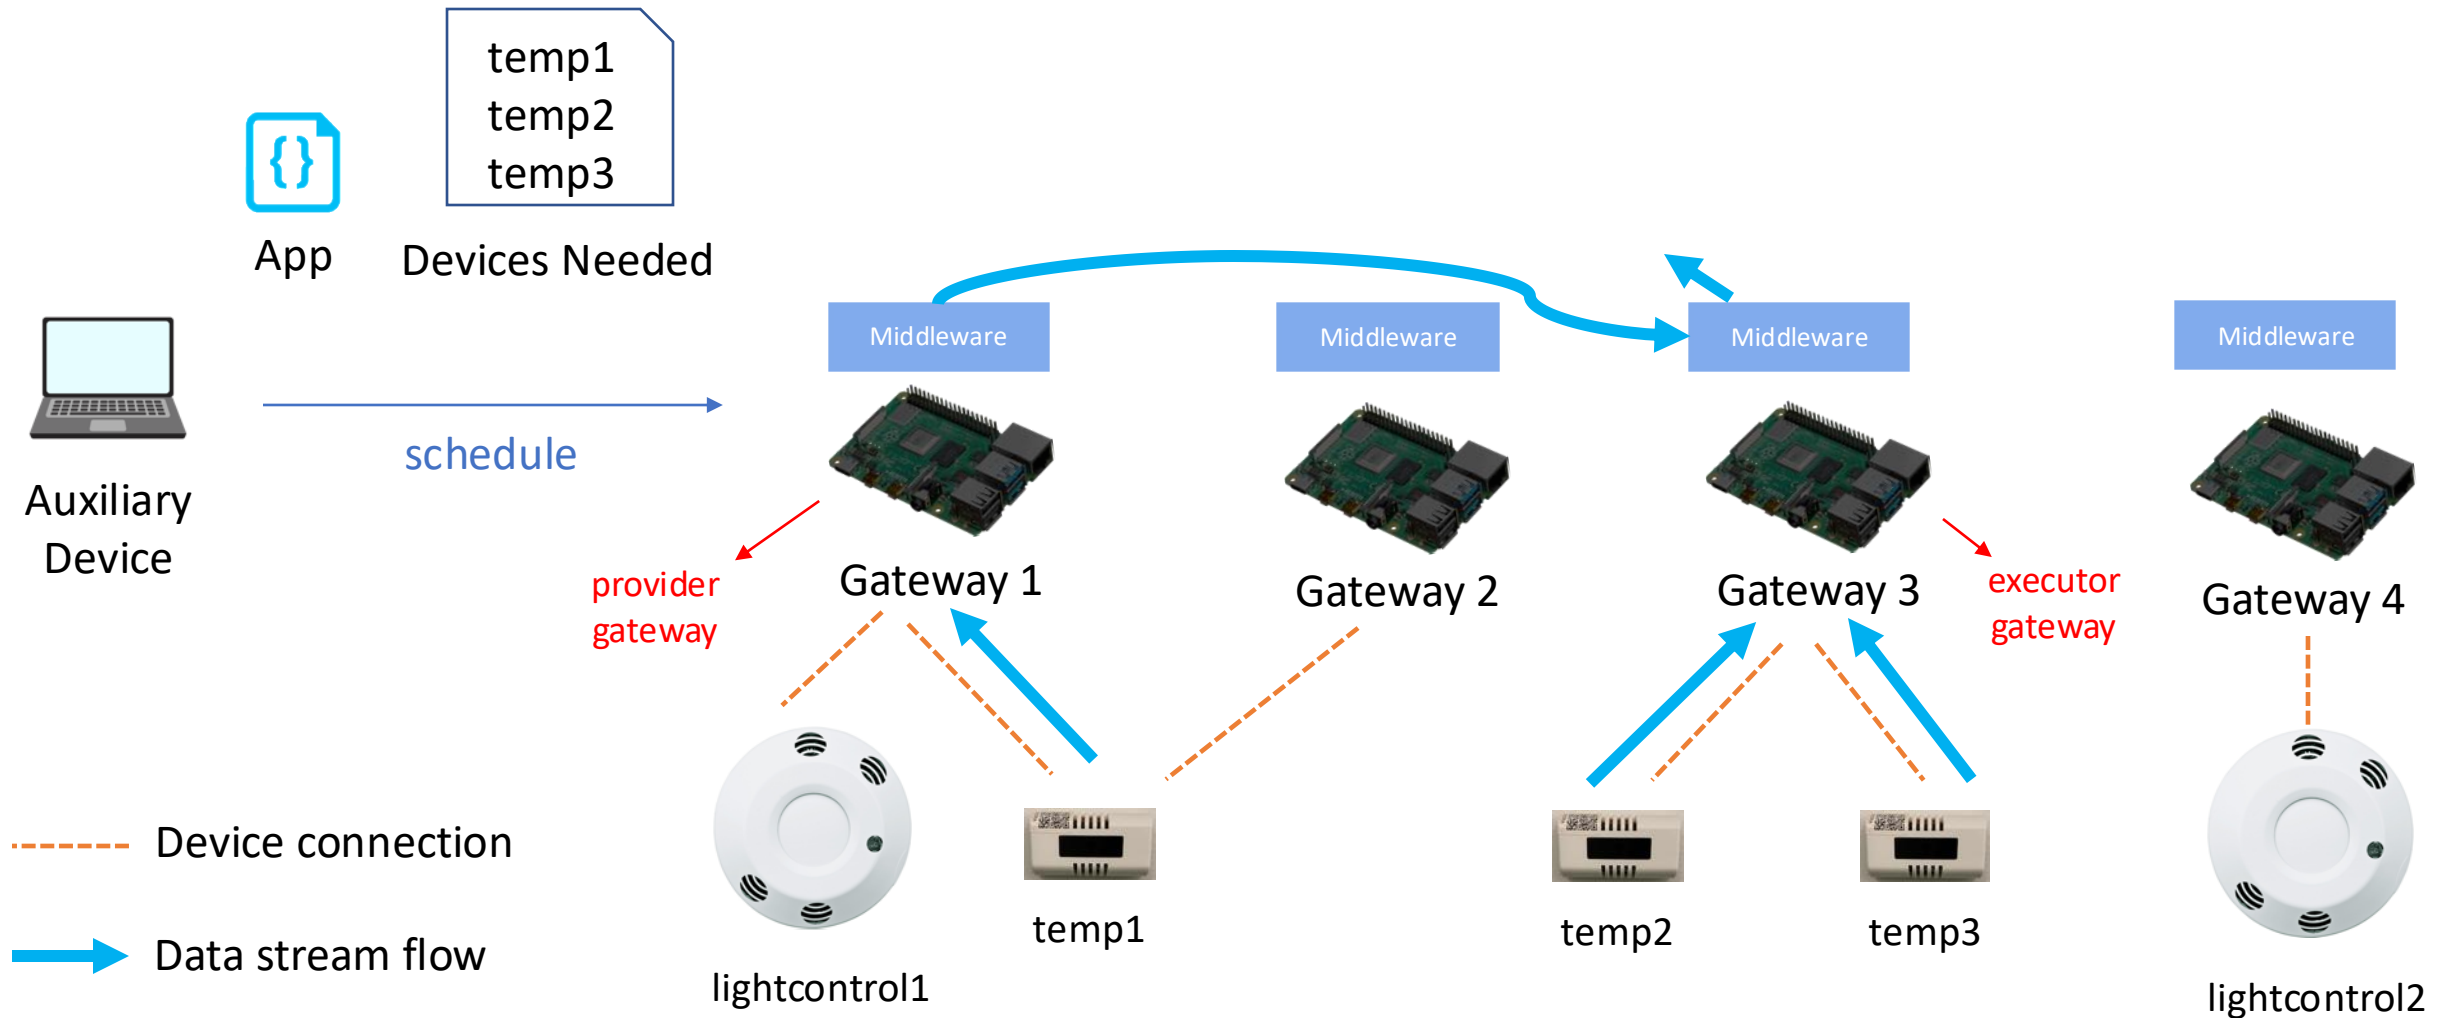 temp1
temp2
temp3
App
Devices Needed
Middleware
Middleware
Middleware
Middleware
schedule
Auxiliary
Device
provider
gateway
Gateway 1
Gateway 2
Gateway 3
executor
gateway
Gateway 4
Device connection
Data stream flow
lightcontrol1
temp1
temp2
temp3
lightcontrol2